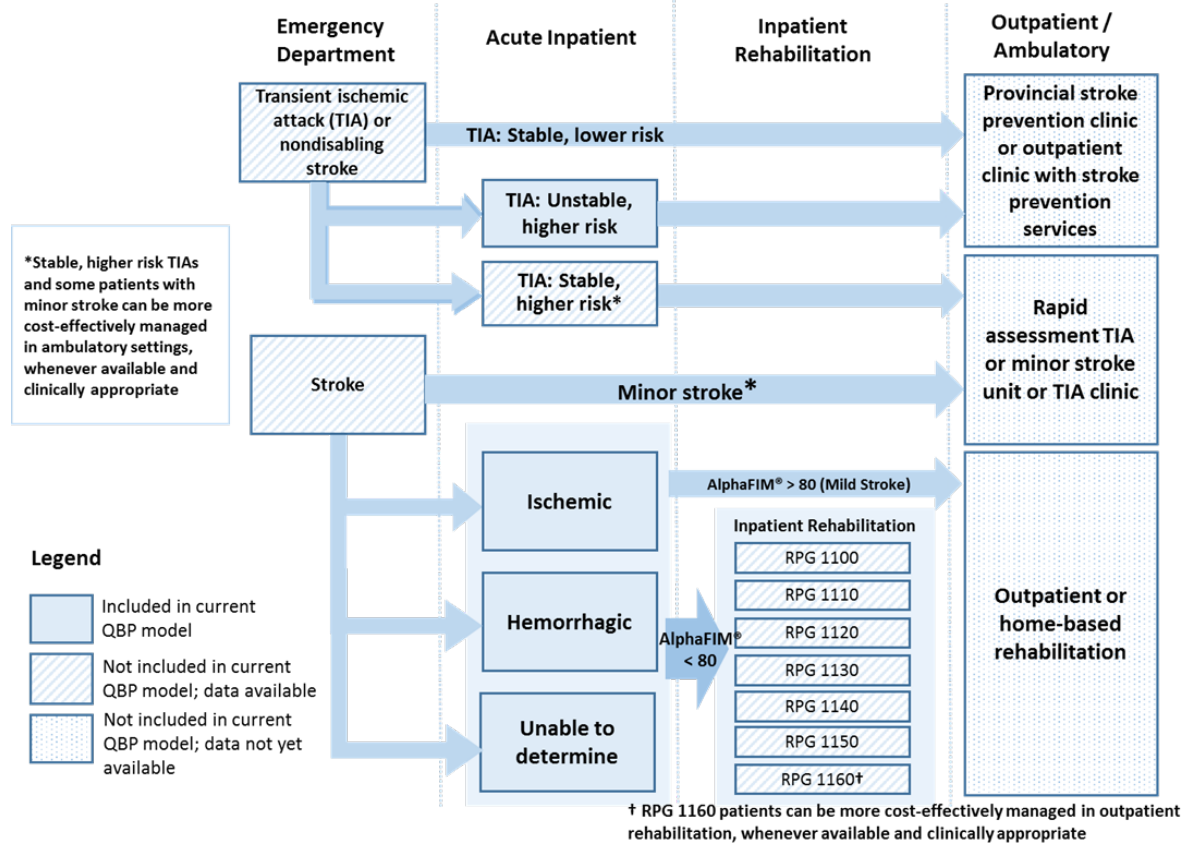 Emergency
Department
Acute Inpatient
Inpatient
Rehabilitation
Outpatient /
Ambulatory
Transient ischemic
attack (TIA) or
nondisabling
stroke
TIA: Stable, lower risk
Provincial stroke
prevention clinic
or outpatient
clinic with stroke
prevention
services
TIA: Unstable,
higher risk
TIA: Stable,
higher risk*
*Stable, higher risk TIAs
and some patients with
minor stroke can be more
cost-effectively managed
in ambulatory settings,
whenever available and
clinically appropriate
Rapid
assessment TIA
or minor stroke
unit or TIA clinic
Stroke
Minor stroke*
Ischemic
AlphaFIM® > 80 (Mild Stroke)
Hemorrhagic
AlphaFIM®
< 80
Unable to
determine
Inpatient Rehabilitation
RPG 1100
RPG 1110
RPG 1120
RPG 1130
RPG 1140
RPG 1150
RPG 1160†
Outpatient or
home-based
rehabilitation
Legend
Included in current
QBP model
Not included in current
QBP model; data available
Not included in current
QBP model; data not yet
available
† RPG 1160 patients can be more cost-effectively managed in outpatient
rehabilitation, whenever available and clinically appropriate